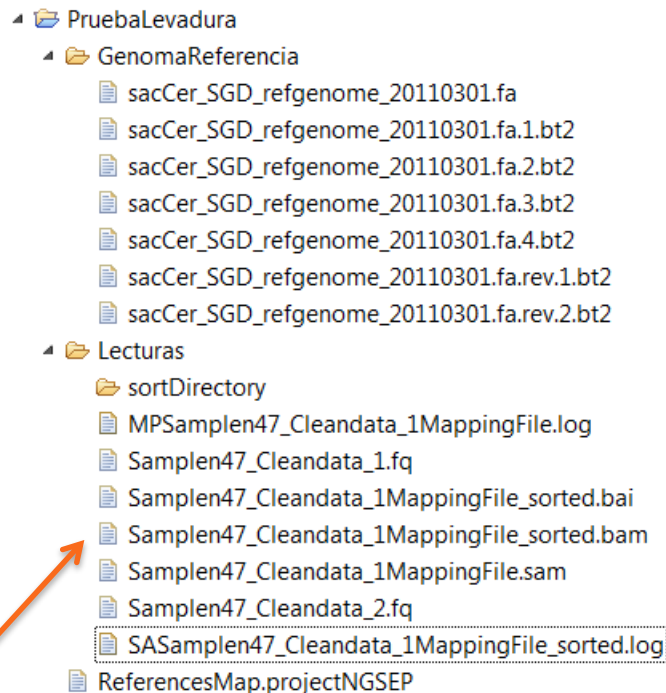 PruebaLevadura
GenomaReferencia
sacCer_SGD_refgenome_20110301.fa
sacCer_SGD_refgenome_20110301.fa.1.bt2
sacCer_SGD_refgenome_20110301.fa.2.bt2
sacCer_SGD_refgenome_20110301.fa.3.bt2
sacCer_SGD_refgenome_20110301.fa.4.bt2
sacCer_SGD_refgenome_20110301.fa.rev.1.bt2
sacCer_SGD_refgenome_20110301.fa.rev.2.bt2
Lecturas
sortDirectory
MPSamplen47_Cleandata_1MappingFile.log
Samplen47_Cleandata_1.fq
Samplen47_Cleandata_1MappingFile_sorted.bai
Samplen47_Cleandata_1MappingFile_sorted.bam
Samplen47_Cleandata_1MappingFile.sam
Samplen47_Cleandata_2.fq
SASamplen47_Cleandata_1MappingFile_sorted.log
ReferencesMap.projectNGSEP